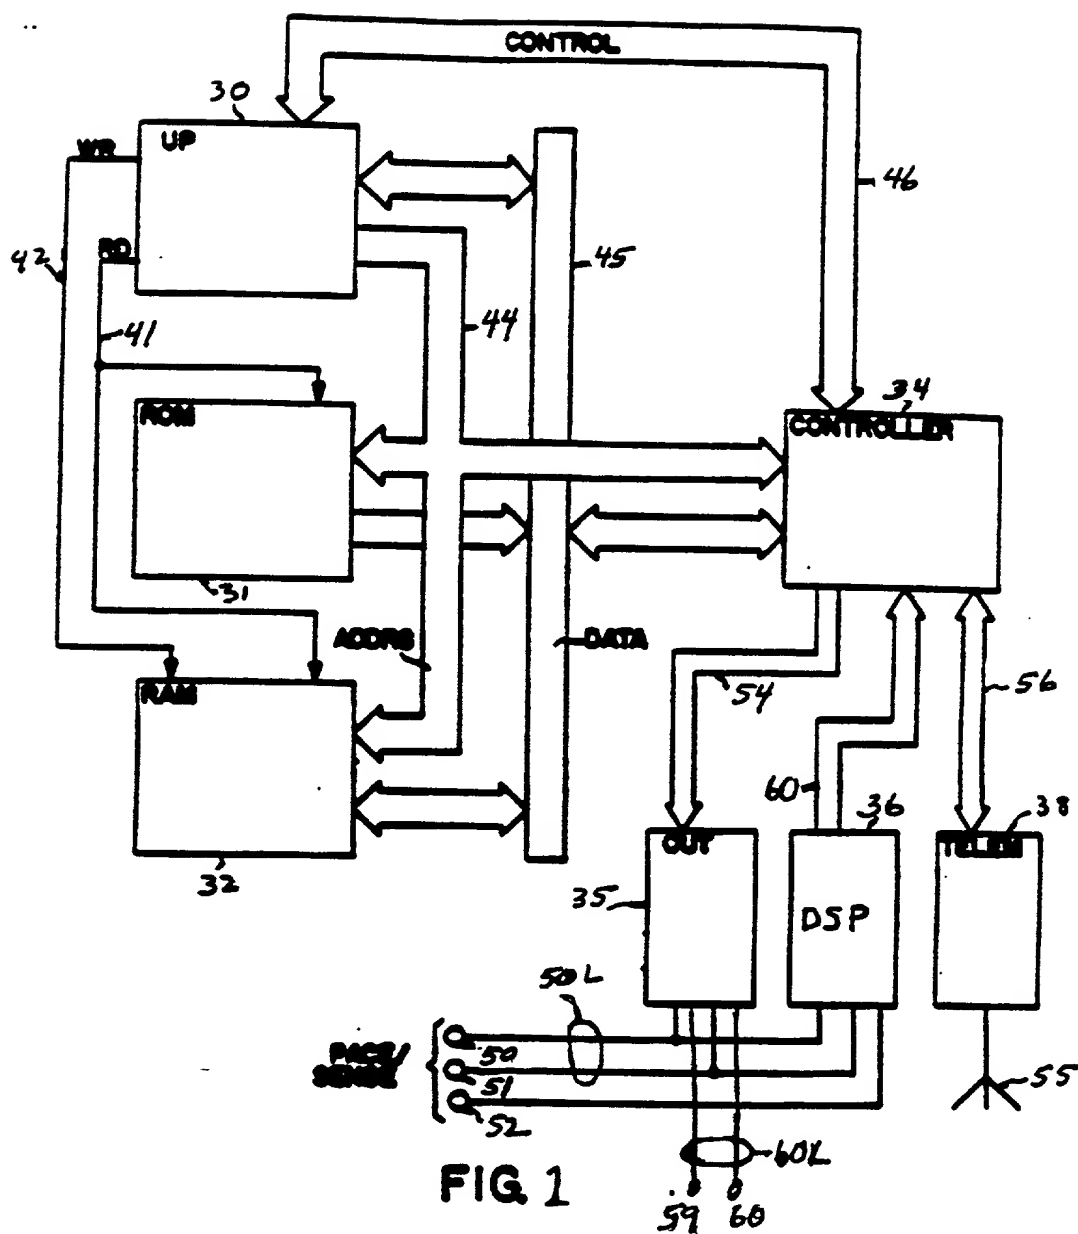 CONTROL
30
UP
WR
46
RD
42
45
41
44
34
ROM
CONTROLLER
31
ADDRS
DATA
54
56
RAM
60
36
38
32
OUT
TELEM
35
DSP
50L
PACE/
SENSE
50
51
52
55
60L
FIG. 1
59
60